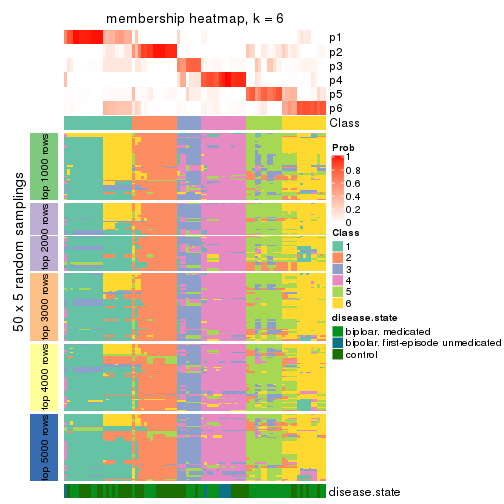 membership heatmap, k = 6
p1
p2
p3
p4
p5
p6
Class
50 x 5 random samplings
top 1000 rows
top 2000 rows
top 3000 rows
top 4000 rows
top 5000 rows
Prob
1
0.8
0.6
0.4
0.2
0
Class
1
2
3
4
5
6
disease.state
biploar. medicated
bipolar, first-episode unmedicated
control
disease.state